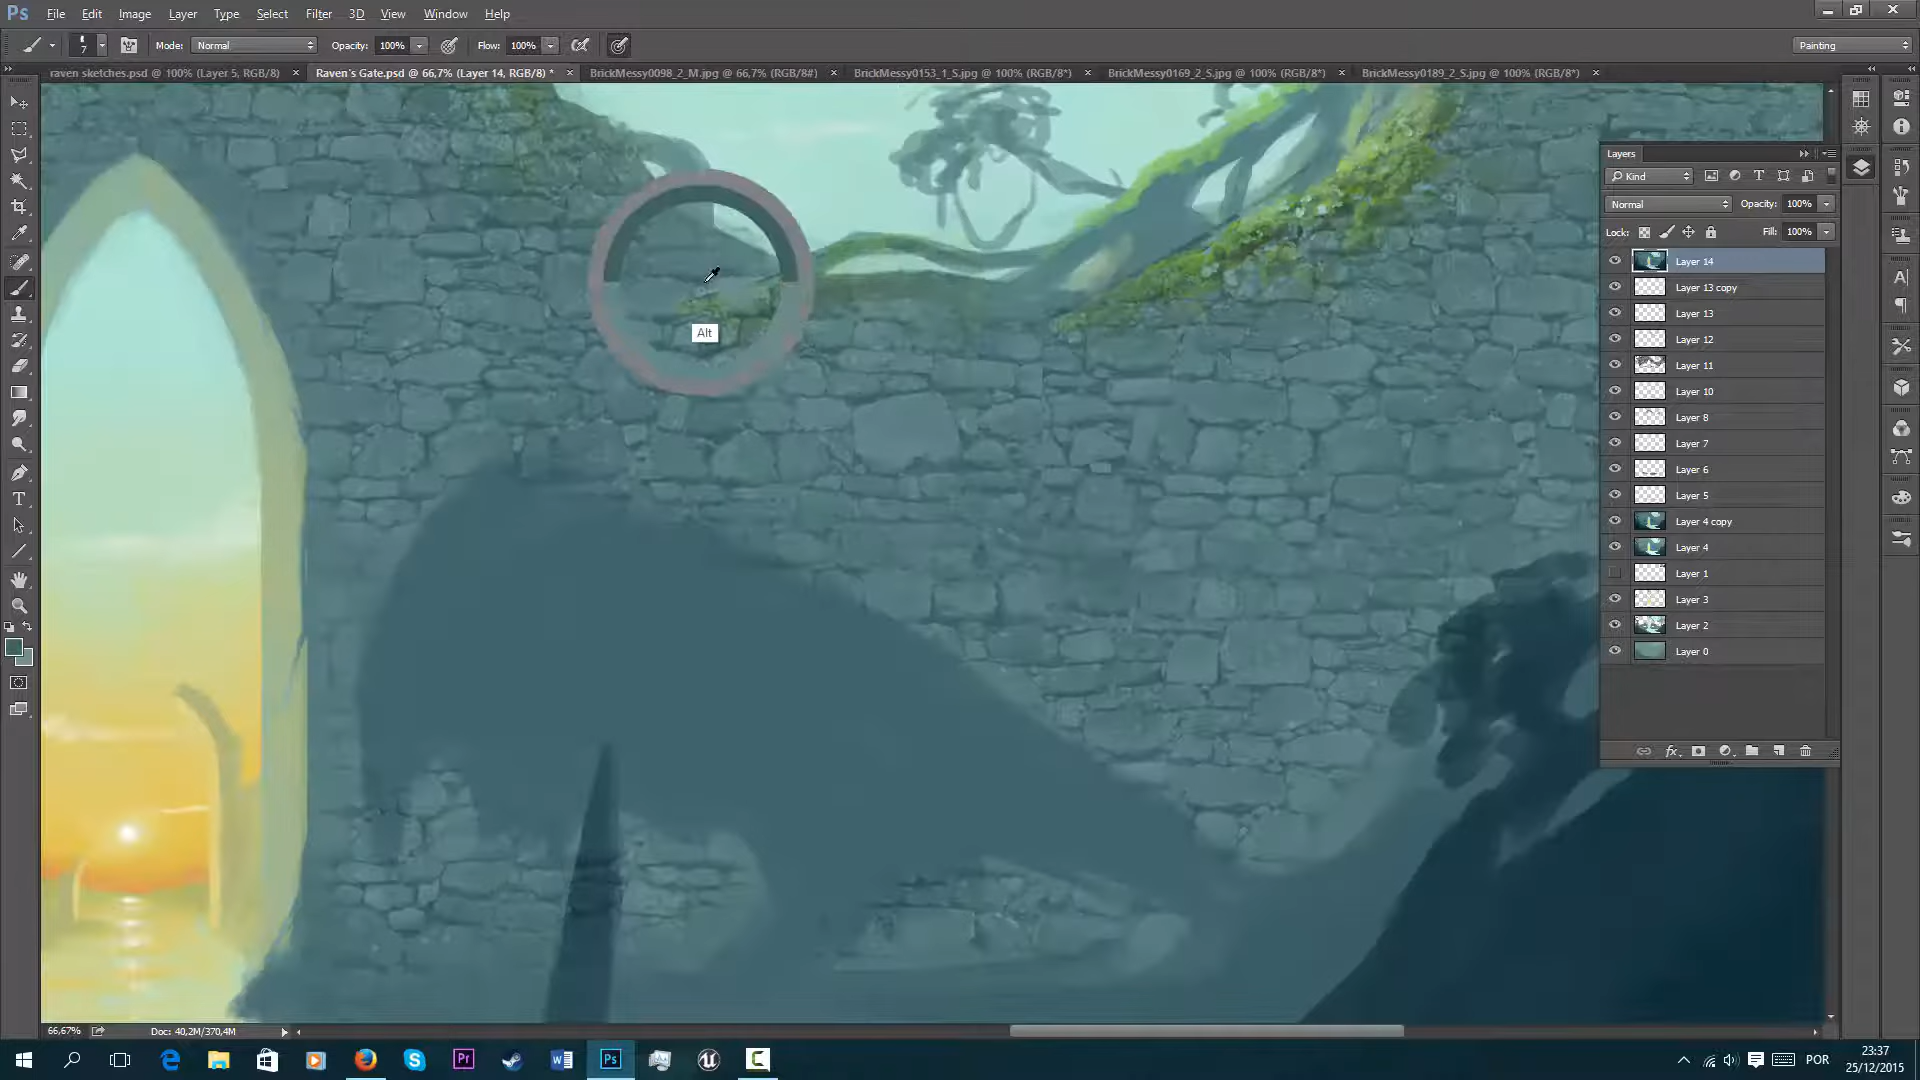 Ps File Edit Image Layer Type Select Filter 3D View Window Help
7 Mode: Normal Opacity: 100% Flow: 100% Painting
raven sketches.psd @ 100% (Layer 5, RGB/8) × Raven's Gate.psd @ 66,7% (Layer 14, RGB/8) * × BrickMessy0098_2_M.jpg @ 66,7% (RGB/8#) × BrickMessy0153_1_S.jpg @ 100% (RGB/8*) × BrickMessy0169_2_S.jpg @ 100% (RGB/8*) × BrickMessy0189_2_S.jpg @ 100% (RGB/8*) ×
Layers
Kind
Normal Opacity: 100%
Lock: Fill: 100%
Layer 14
Layer 13 copy
Layer 13
Layer 12
Layer 11
Layer 10
Layer 8
Layer 7
Layer 6
Layer 5
Layer 4 copy
Layer 4
Layer 1
Layer 3
Layer 2
Layer 0
Alt
66,67% Doc: 40,2M/370,4M
Pr W Ps POR
23:37
25/12/2015